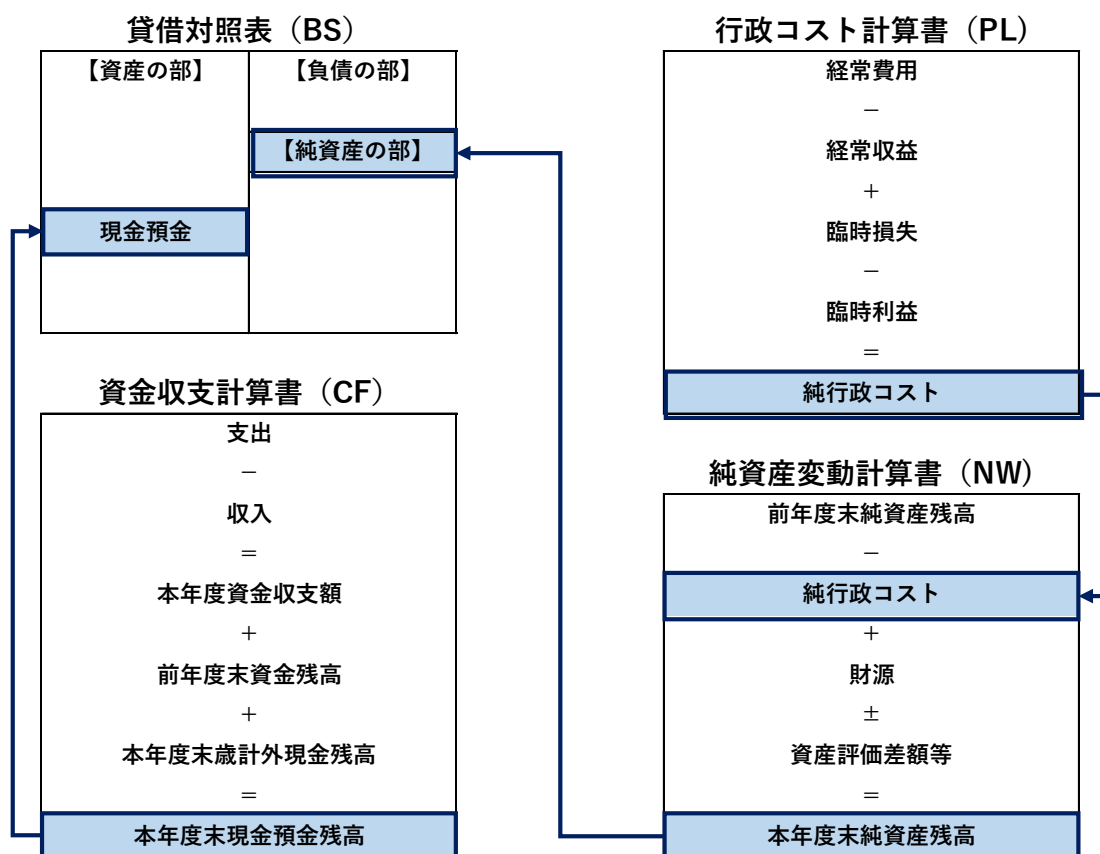 貸借対照表（BS）
【資産の部】
【負債の部】
【純資産の部】
現金預金
資金収支計算書（CF）
支出
－
収入
＝
本年度資金収支額
＋
前年度末資金残高
＋
本年度末歳計外現金残高
＝
本年度末現金預金残高
行政コスト計算書（PL）
経常費用
－
経常収益
＋
臨時損失
－
臨時利益
＝
純行政コスト
純資産変動計算書（NW）
前年度末純資産残高
－
純行政コスト
＋
財源
±
資産評価差額等
＝
本年度末純資産残高